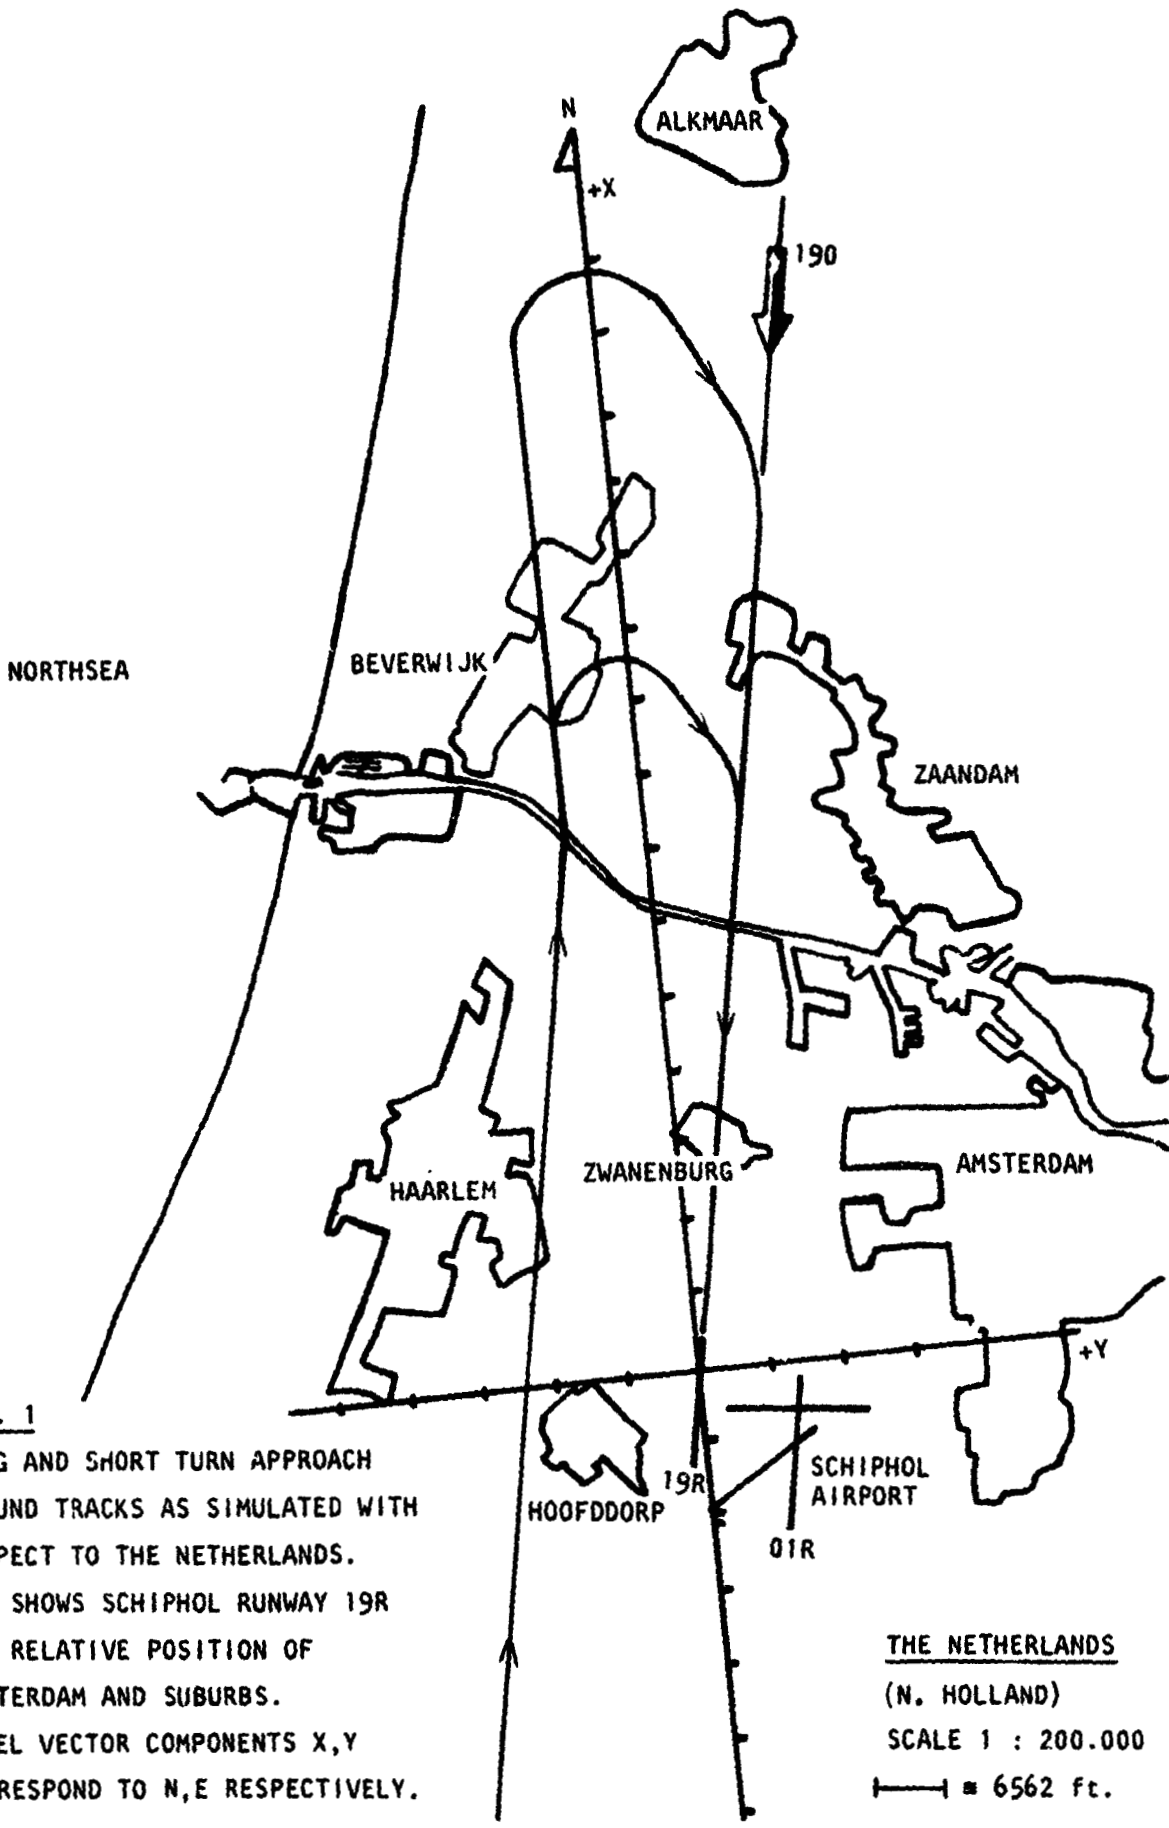 ALKMAAR
N
+X
190
NORTHSEA
BEVERWIJK
ZAANDAM
ZWANENBURG
AMSTERDAM
HAARLEM
+Y
. 1
G AND SHORT TURN APPROACH
UND TRACKS AS SIMULATED WITH
PECT TO THE NETHERLANDS.
SHOWS SCHIPHOL RUNWAY 19R
RELATIVE POSITION OF
TERDAM AND SUBURBS.
EL VECTOR COMPONENTS X,Y
RESPOND TO N,E RESPECTIVELY.
HOOFDDORP
19R
SCHIPHOL
AIRPORT
01R
THE NETHERLANDS
(N. HOLLAND)
SCALE 1 : 200.000
≡ 6562 ft.